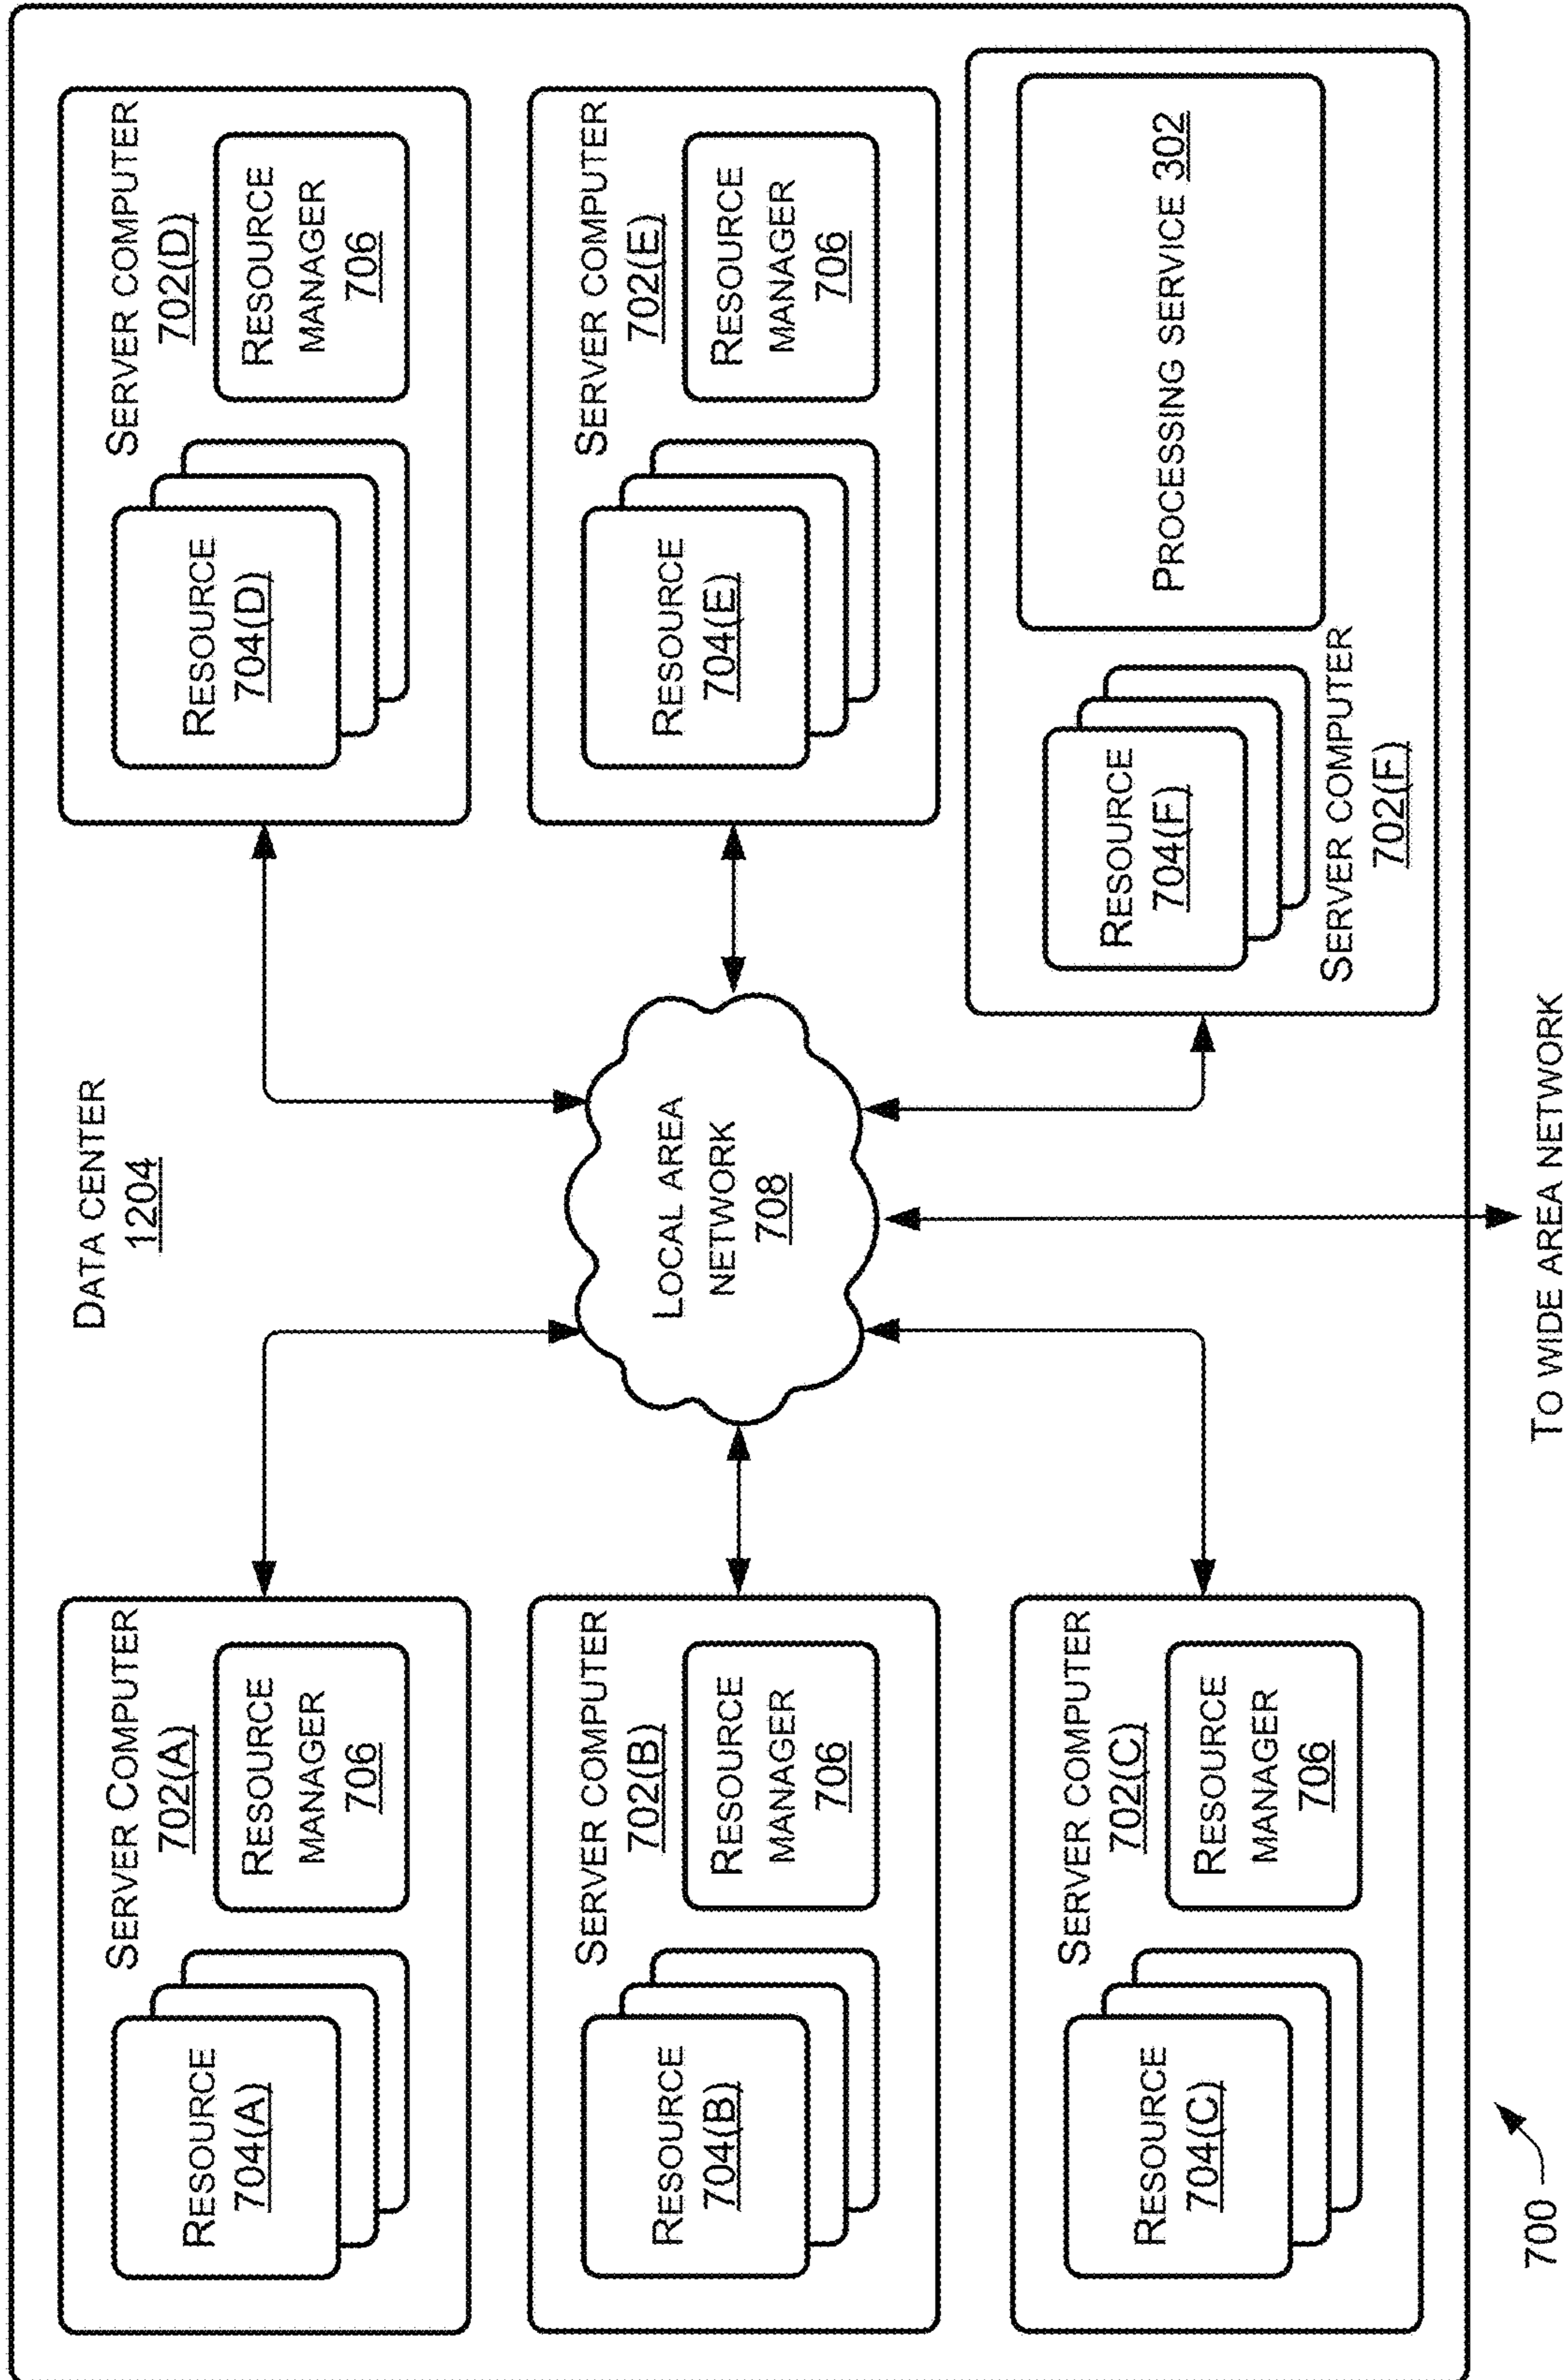 DATA CENTER
1204
SERVER COMPUTER
702(A)
RESOURCE
704(A)
RESOURCE
MANAGER
706
SERVER COMPUTER
702(B)
RESOURCE
704(B)
RESOURCE
MANAGER
706
SERVER COMPUTER
702(C)
RESOURCE
704(C)
RESOURCE
MANAGER
706
LOCAL AREA
NETWORK
708
SERVER COMPUTER
702(D)
RESOURCE
704(D)
RESOURCE
MANAGER
706
SERVER COMPUTER
702(E)
RESOURCE
704(E)
RESOURCE
MANAGER
706
RESOURCE
704(F)
PROCESSING SERVICE 302
SERVER COMPUTER
702(F)
700
TO WIDE AREA NETWORK